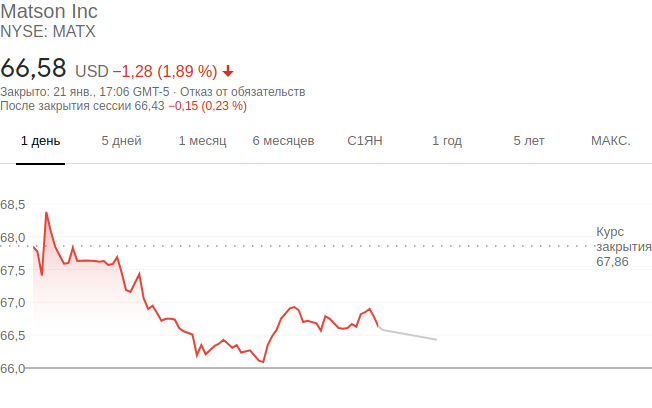 Matson Inc
NYSE: MATX
66,58 USD −1,28 (1,89 %)
Закрыто: 21 янв., 17:06 GMT-5 · Отказ от обязательств
После закрытия сессии 66,43 −0,15 (0,23 %)
1 день 5 дней 1 месяц 6 месяцев С1ЯН 1 год 5 лет МАКС.
68,5
68,0
67,5
67,0
66,5
66,0
Курс
закрытия
67,86